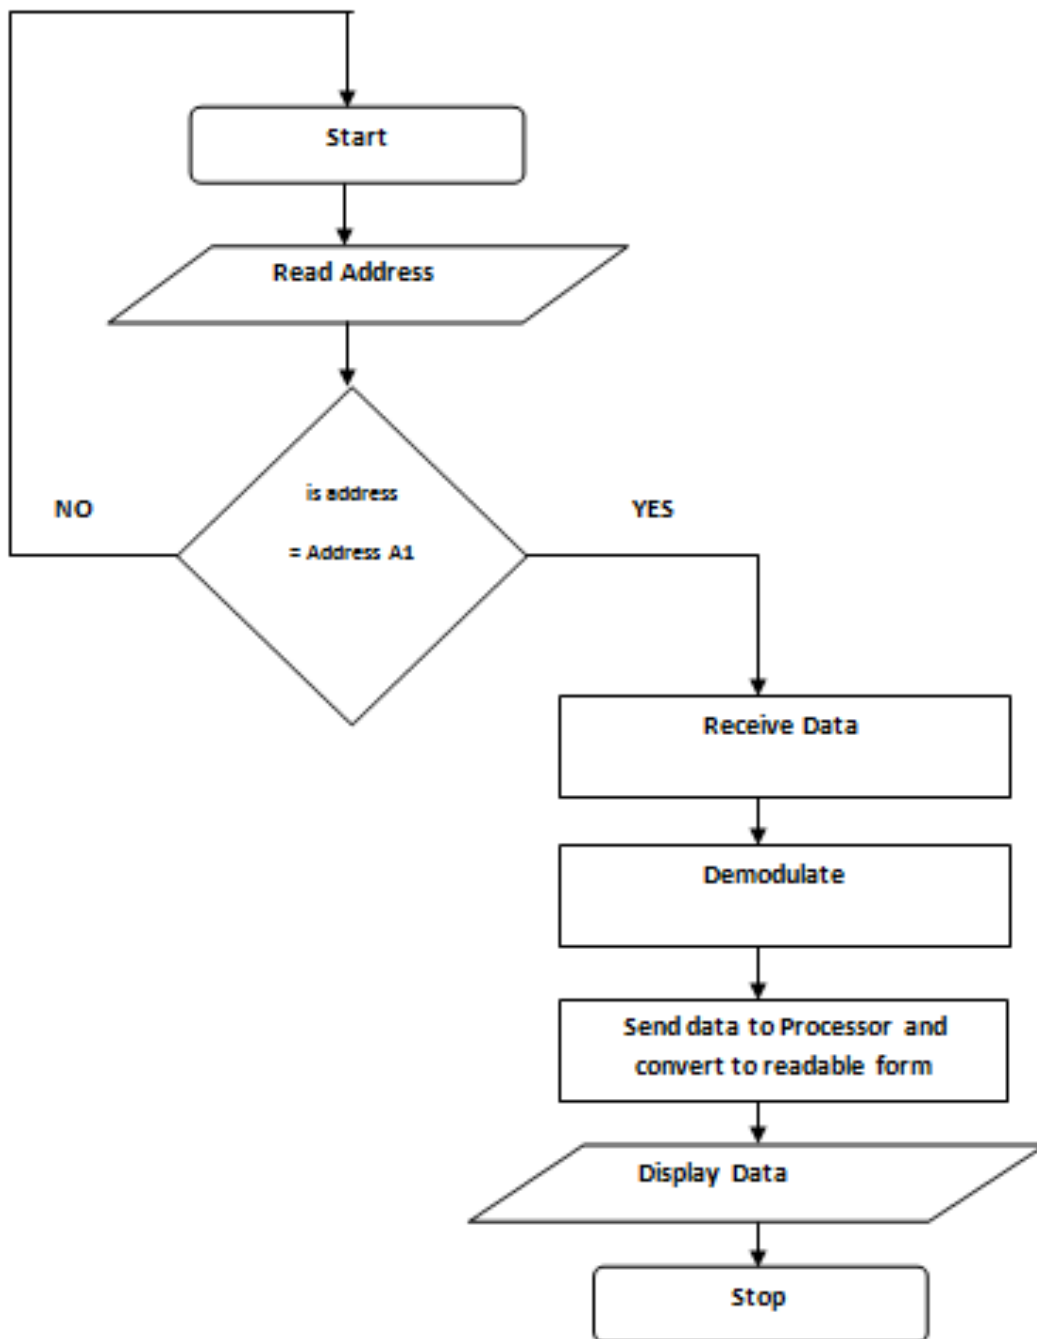 Start
Read Address
is address
= Address A1
NO
YES
Receive Data
Demodulate
Send data to Processor and
convert to readable form
Display Data
Stop